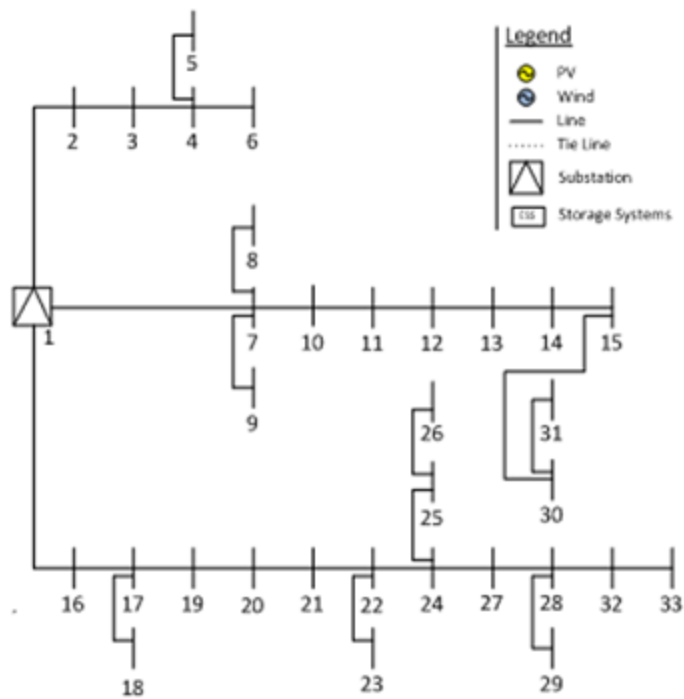 Legend
PV
Wind
Line
Tie Line
Substation
ESS Storage Systems
5
2 3 4 6
8
1 7 10 11 12 13 14 15
9
26 31
25 30
16 17 19 20 21 22 24 27 28 32 33
18 23 29